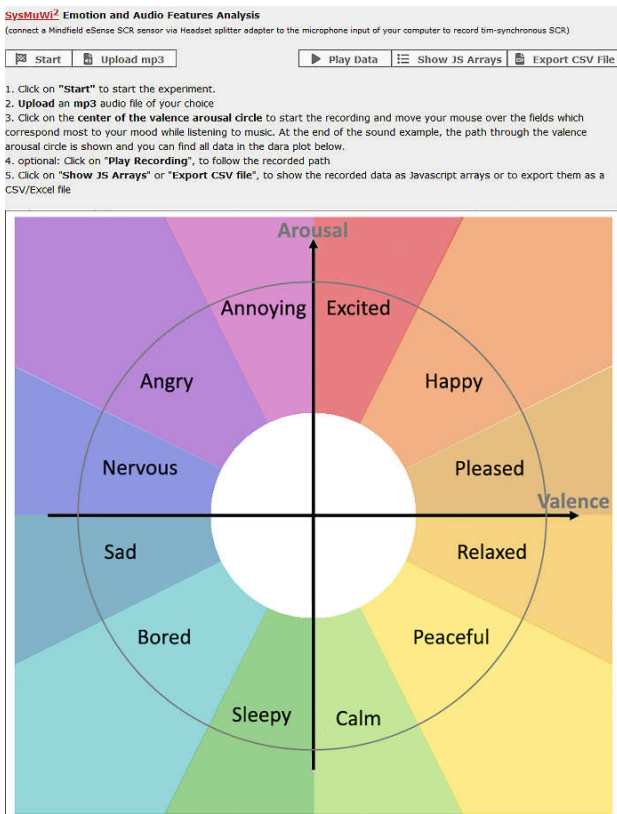 SysMuWi² Emotion and Audio Features Analysis
(connect a Mindfield eSense SCR sensor via Headset splitter adapter to the microphone input of your computer to record tim-synchronous SCR)
Start Upload mp3 Play Data Show JS Arrays Export CSV File
1. Click on "Start" to start the experiment.
2. Upload an mp3 audio file of your choice
3. Click on the center of the valence arousal circle to start the recording and move your mouse over the fields which
correspond most to your mood while listening to music. At the end of the sound example, the path through the valence
arousal circle is shown and you can find all data in the dara plot below.
4. optional: Click on "Play Recording", to follow the recorded path
5. Click on "Show JS Arrays" or "Export CSV file", to show the recorded data as Javascript arrays or to export them as a
CSV/Excel file
Arousal
Annoying Excited
Angry Happy
Nervous Pleased
Valence
Sad Relaxed
Bored Peaceful
Sleepy Calm